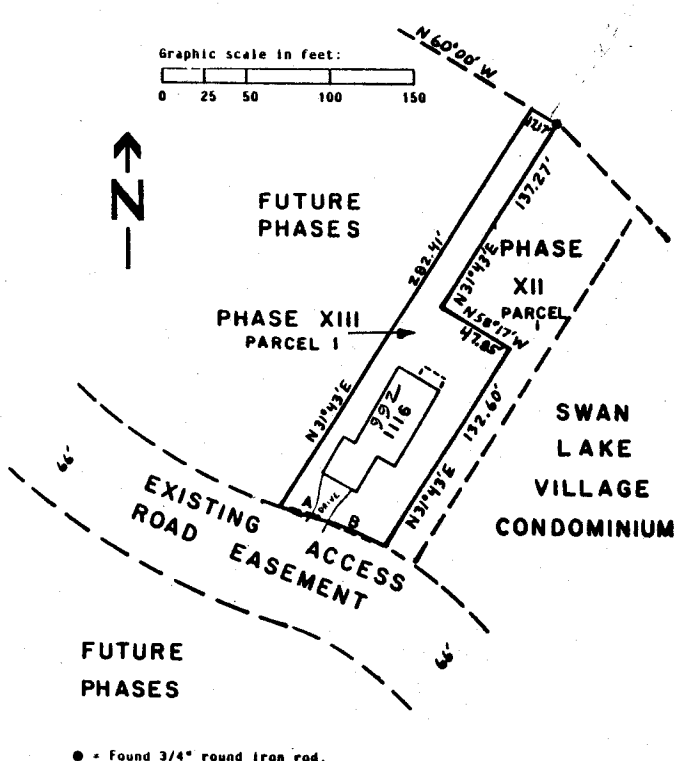 N 60°00' W
Graphic scale in feet:
0 25 50 100 150
17.17'
N
FUTURE
PHASES
282.41'
137.27'
N31°43'E
PHASE
XII
PARCEL
1
N58°17'W
47.85'
PHASE XIII
PARCEL 1
N31°43'E
992
1116
132.60'
N31°43'E
SWAN
LAKE
VILLAGE
CONDOMINIUM
A
DRIVE
B
66'
EXISTING ACCESS
ROAD EASEMENT
66'
FUTURE
PHASES
● = Found 3/4" round iron rod.